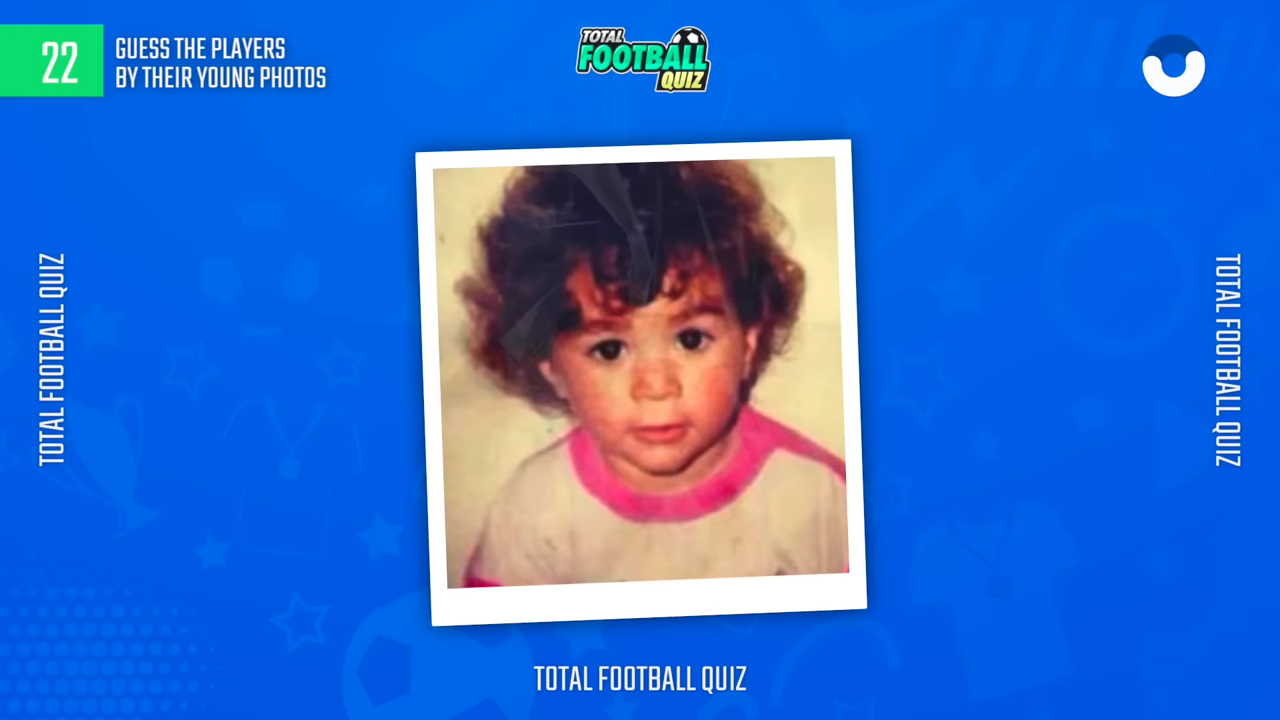 22
GUESS THE PLAYERS
BY THEIR YOUNG PHOTOS
TOTAL
FOOTBALL
QUIZ
TOTAL FOOTBALL QUIZ
TOTAL FOOTBALL QUIZ
TOTAL FOOTBALL QUIZ